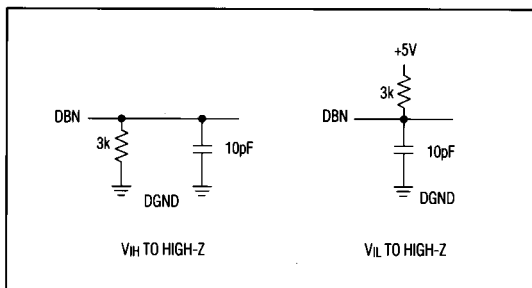 DBN
3k
10pF
DGND
VIH TO HIGH-Z
+5V
3k
DBN
10pF
DGND
VIL TO HIGH-Z